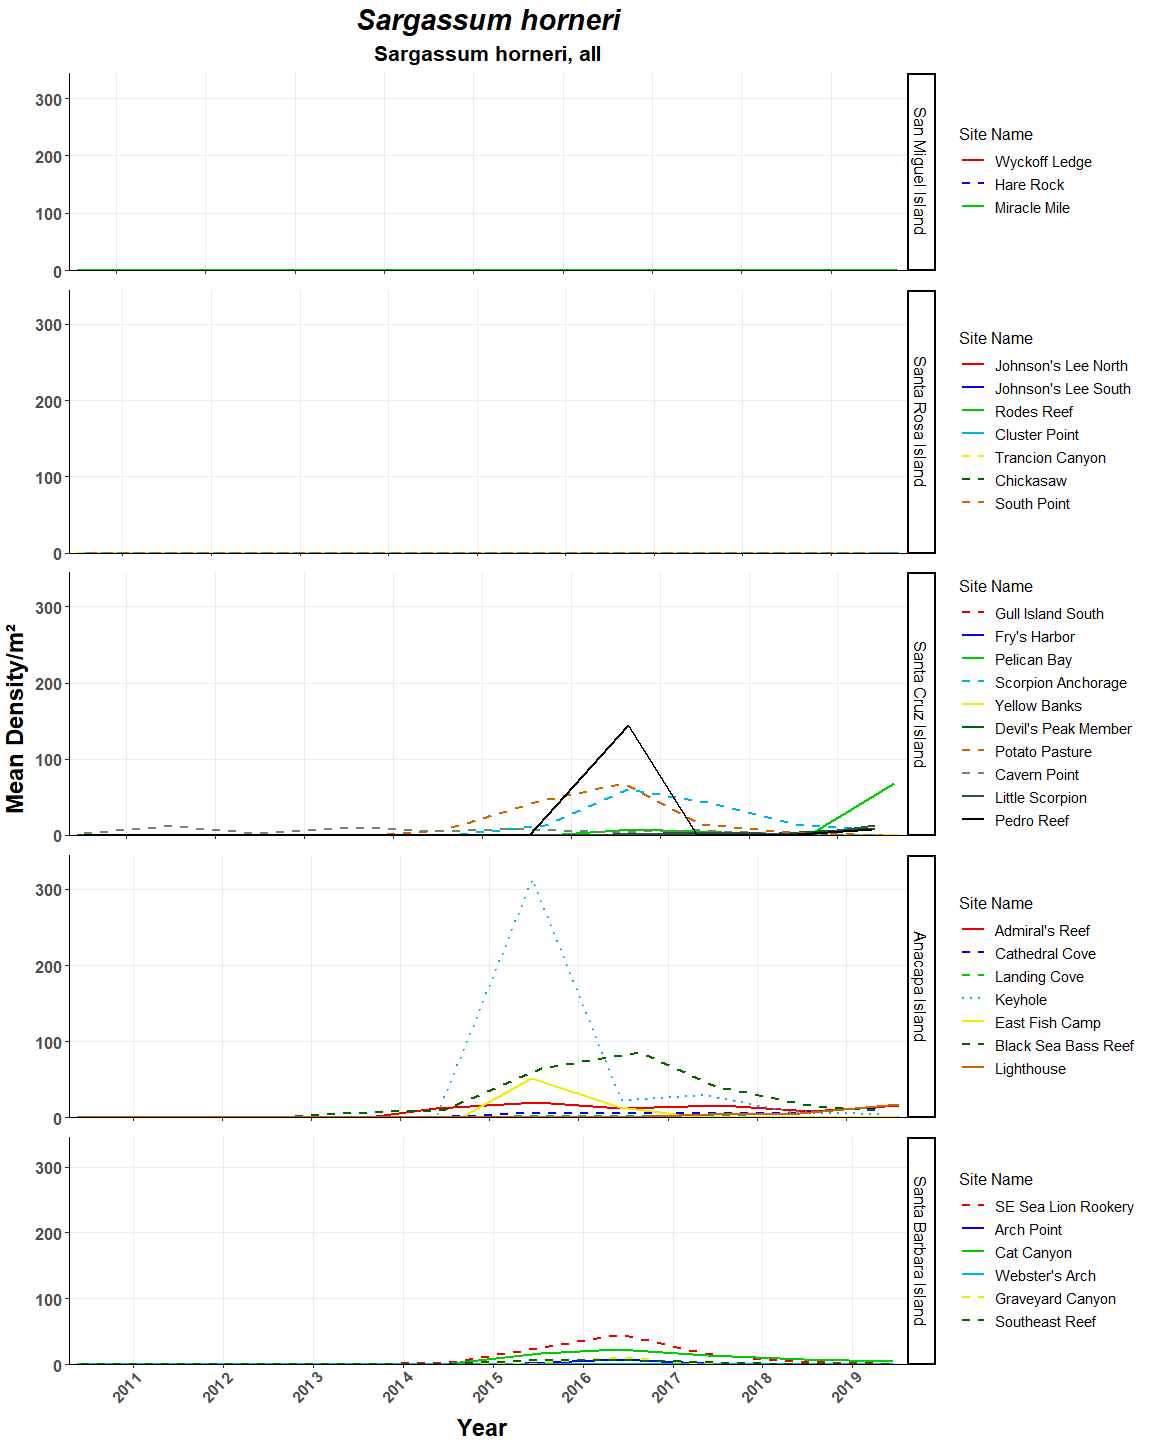 Sargassum horneri
Sargassum horneri, all
Mean Density/m²
300
200
100
0
San Miguel Island
Site Name
Wyckoff Ledge
Hare Rock
Miracle Mile
300
200
100
0
Santa Rosa Island
Site Name
Johnson's Lee North
Johnson's Lee South
Rodes Reef
Cluster Point
Trancion Canyon
Chickasaw
South Point
300
200
100
0
Santa Cruz Island
Site Name
Gull Island South
Fry's Harbor
Pelican Bay
Scorpion Anchorage
Yellow Banks
Devil's Peak Member
Potato Pasture
Cavern Point
Little Scorpion
Pedro Reef
300
200
100
0
Anacapa Island
Site Name
Admiral's Reef
Cathedral Cove
Landing Cove
Keyhole
East Fish Camp
Black Sea Bass Reef
Lighthouse
300
200
100
0
Santa Barbara Island
Site Name
SE Sea Lion Rookery
Arch Point
Cat Canyon
Webster's Arch
Graveyard Canyon
Southeast Reef
2011 2012 2013 2014 2015 2016 2017 2018 2019
Year